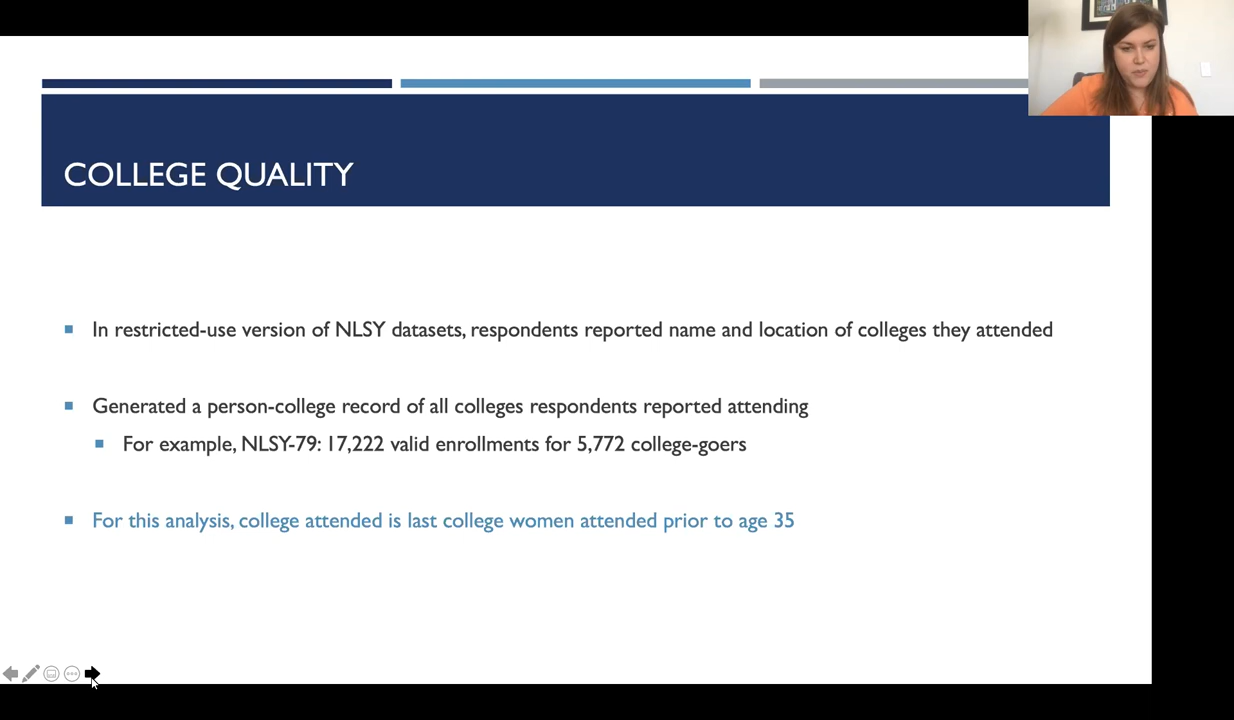 COLLEGE QUALITY
In restricted-use version of NLSY datasets, respondents reported name and location of colleges they attended
Generated a person-college record of all colleges respondents reported attending
For example, NLSY-79: 17,222 valid enrollments for 5,772 college-goers
For this analysis, college attended is last college women attended prior to age 35